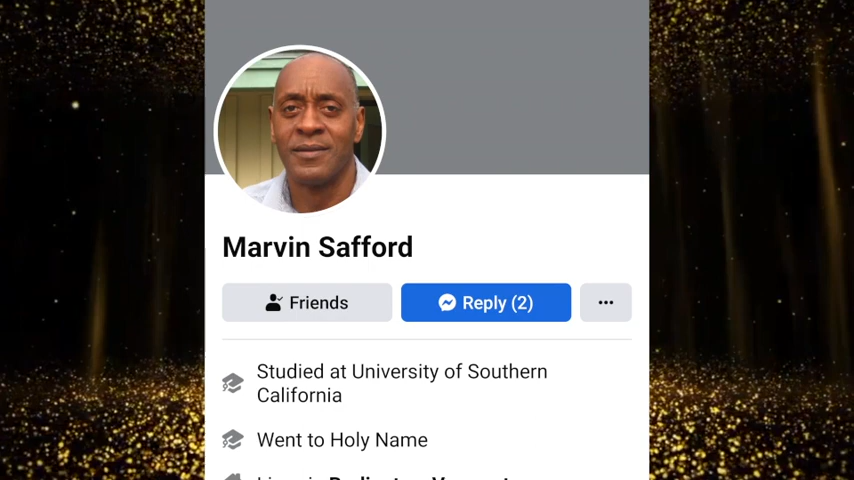 Marvin Safford
Friends
Reply (2)
Studied at University of Southern
California
Went to Holy Name